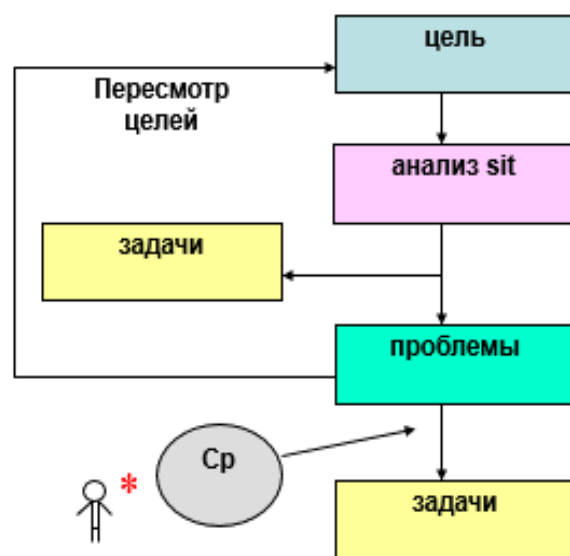 цель
Пересмотр
целей
анализ sit
задачи
проблемы
Ср
*
задачи